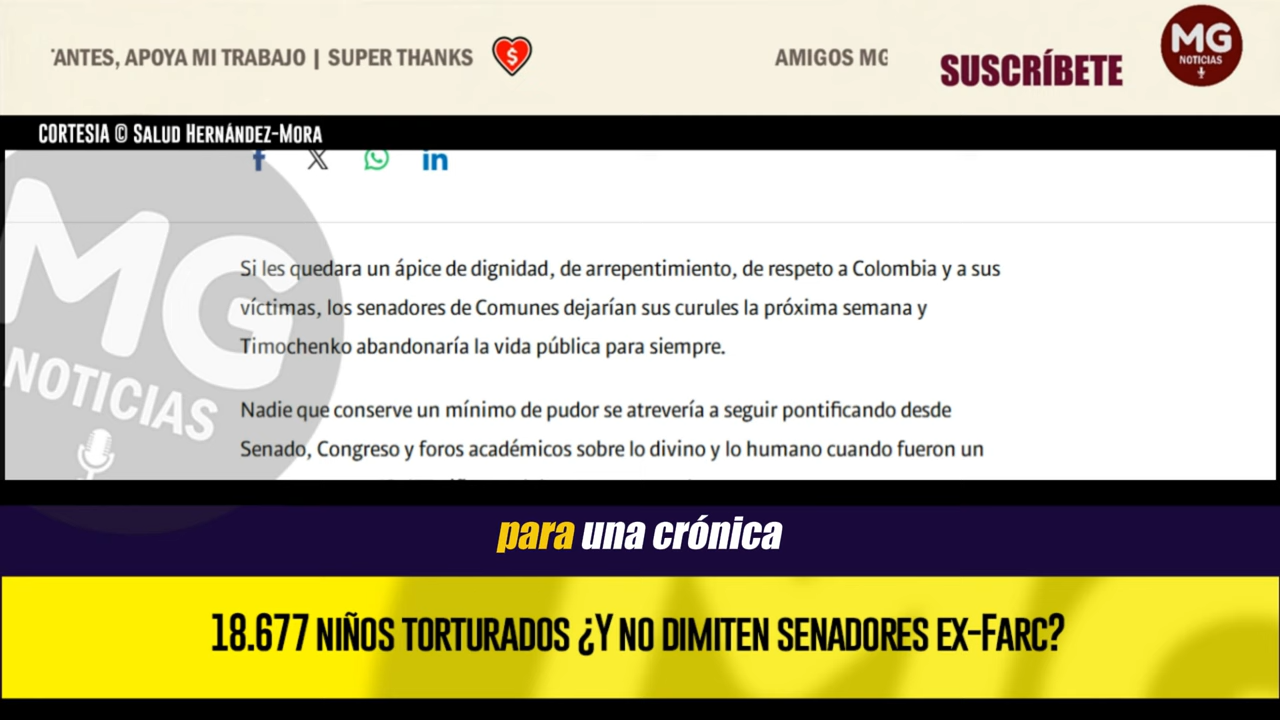 TANTES, APOYA MI TRABAJO | SUPER THANKS
AMIGOS MG
SUSCRÍBETE
MG
NOTICIAS
CORTESIA © SALUD HERNÁNDEZ-MORA
MG
NOTICIAS
Si les quedara un ápice de dignidad, de arrepentimiento, de respeto a Colombia y a sus
víctimas, los senadores de Comunes dejarían sus curules la próxima semana y
Timochenko abandonaría la vida pública para siempre.
Nadie que conserve un mínimo de pudor se atrevería a seguir pontificando desde
Senado, Congreso y foros académicos sobre lo divino y lo humano cuando fueron un
para una crónica
18.677 NIÑOS TORTURADOS ¿Y NO DIMITEN SENADORES EX-FARC?